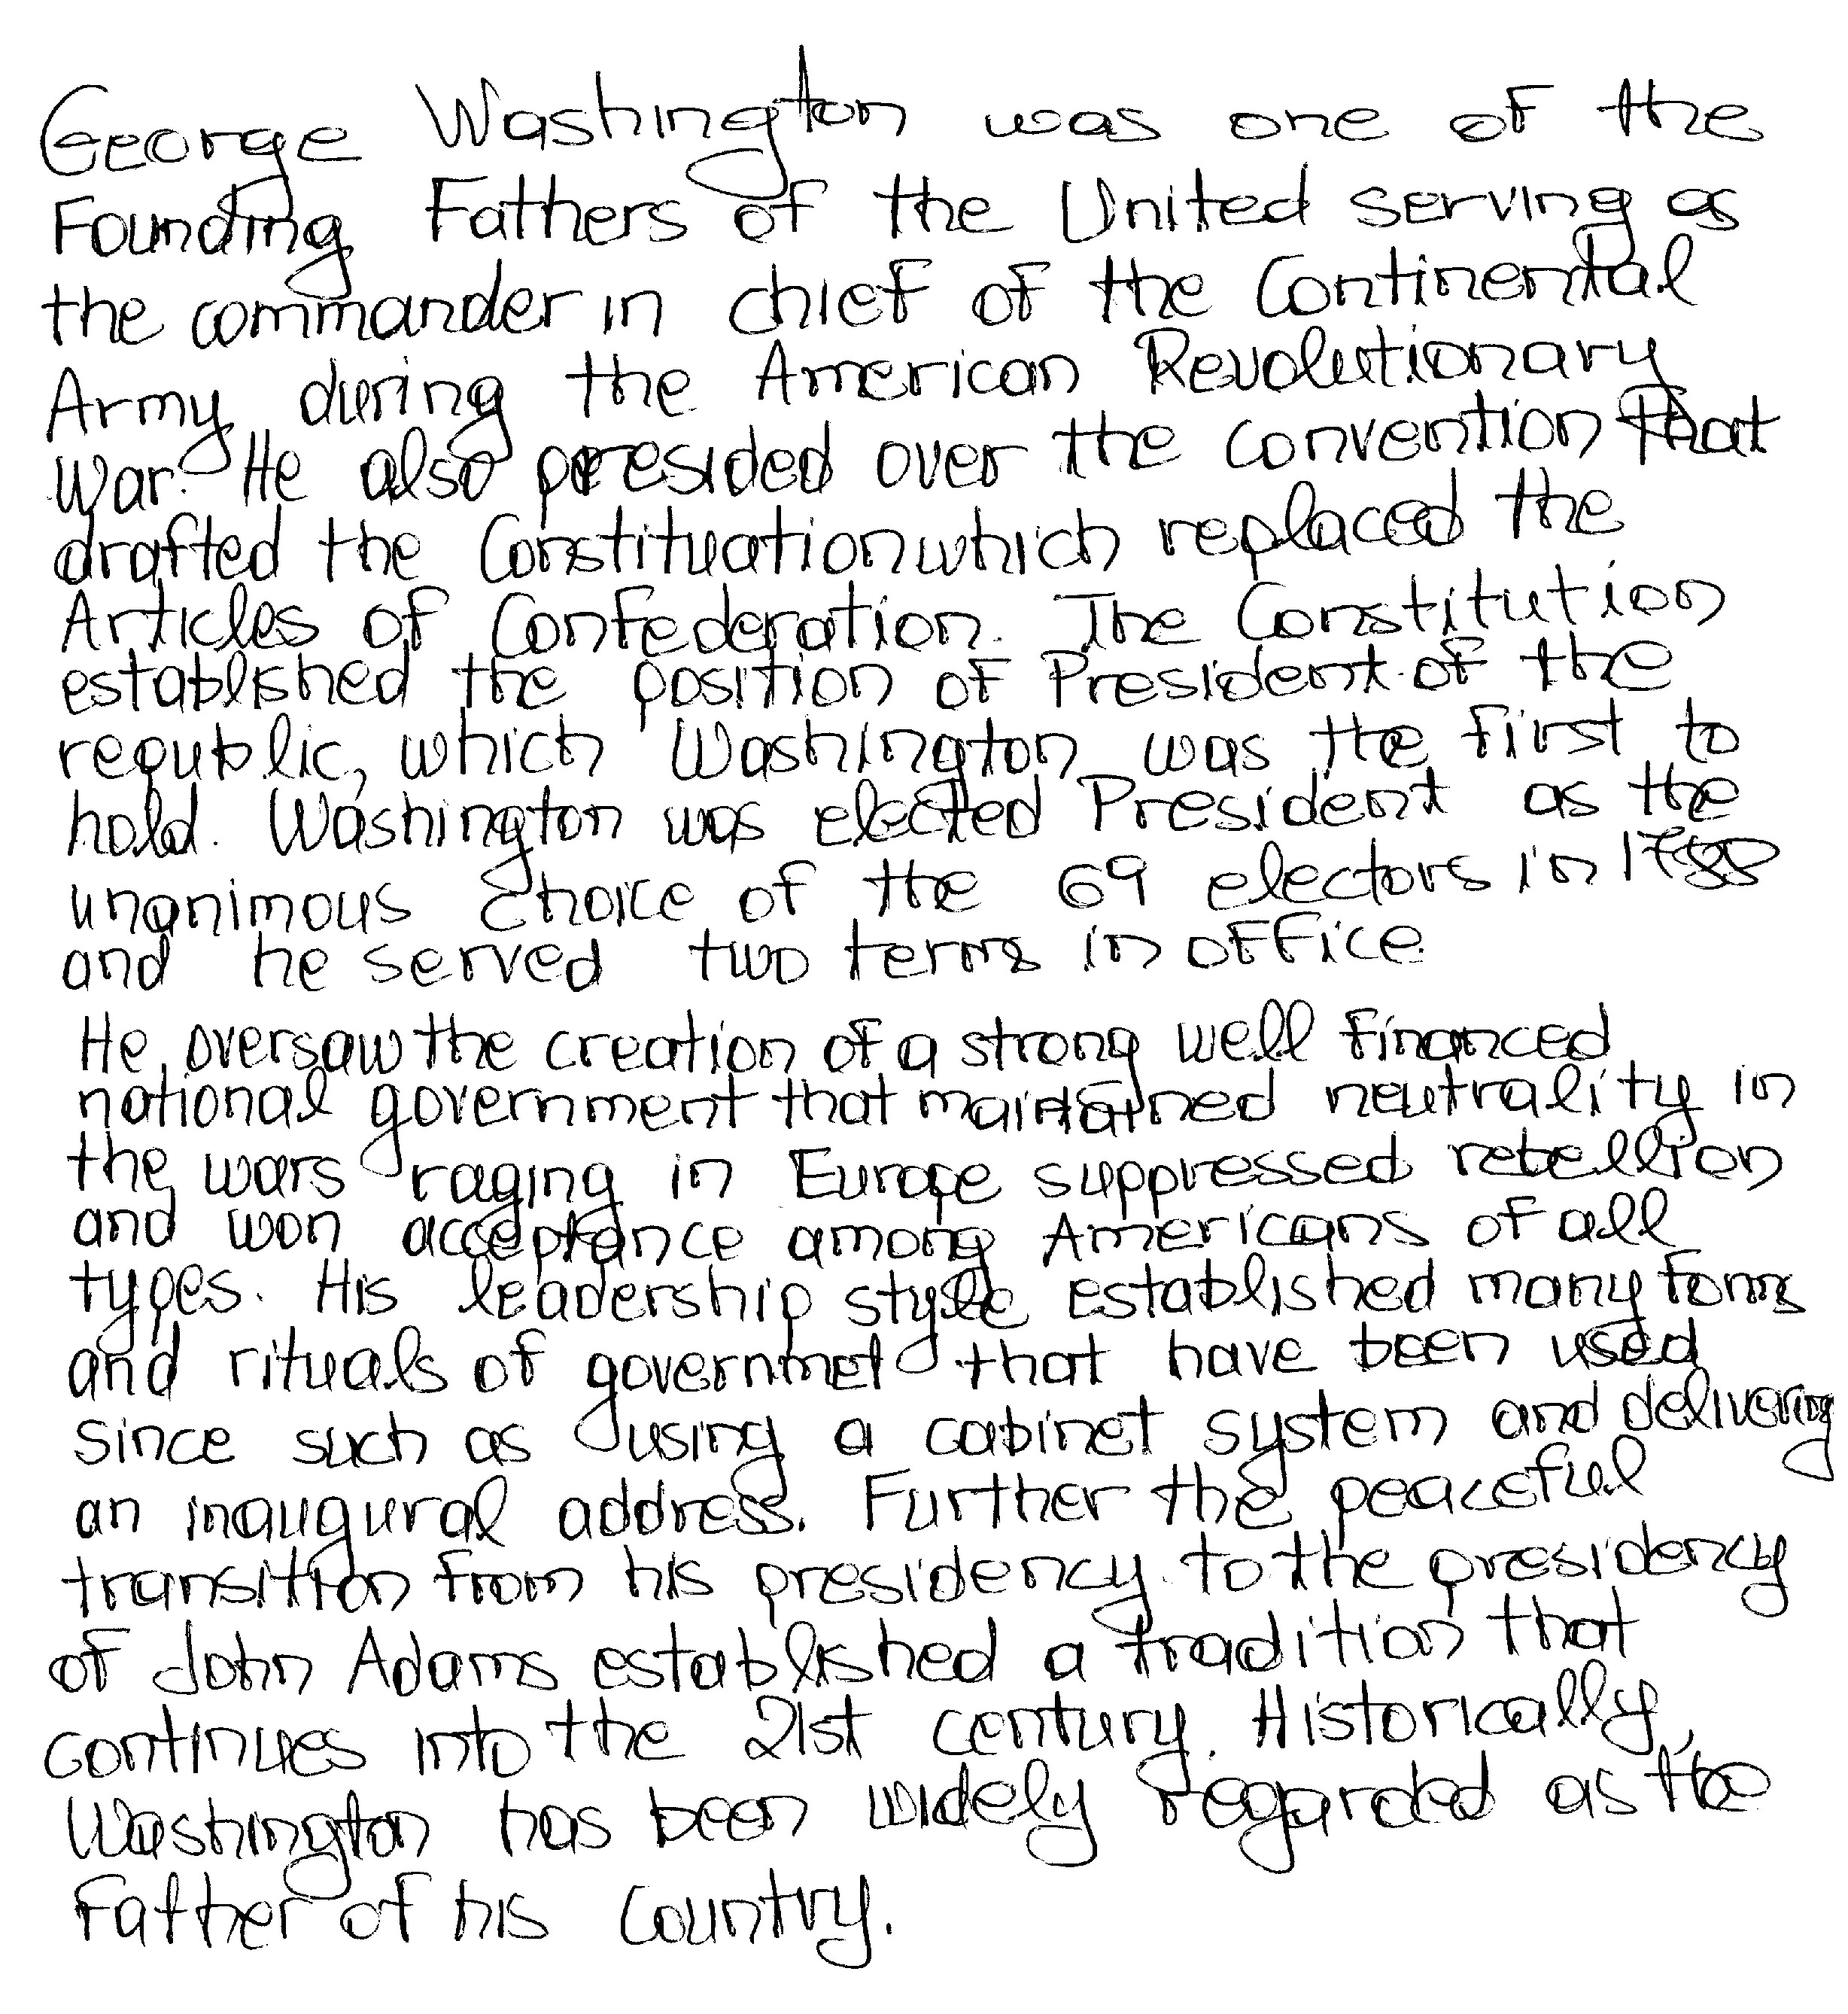 George Washington was one of the
Founding Fathers of the United serving as
the commander in chief of the Continental
Army during the American Revolutionary
War. He also presided over the convention that
drafted the Constituation which replaced the
Articles of Confederation. The Constitution
established the position of President of the
republic, which Washington was the first to
hold. Washington was elected President as the
unanimous choice of the 69 electors in 1788
and he served two terms in office.
He oversaw the creation of a strong well financed
national government that maintained neutrality in
the wars raging in Europe suppressed rebellion
and won acceptance among Americans of all
types. His leadership style established many forms
and rituals of governmet that have been used
since such as using a cabinet system and delivering
an inaugural address. Further the peaceful
transition from his presidency to the presidency
of John Adams established a tradition that
continues into the 21st century. Historically,
Washington has been widely regarded as the
Father of his country.